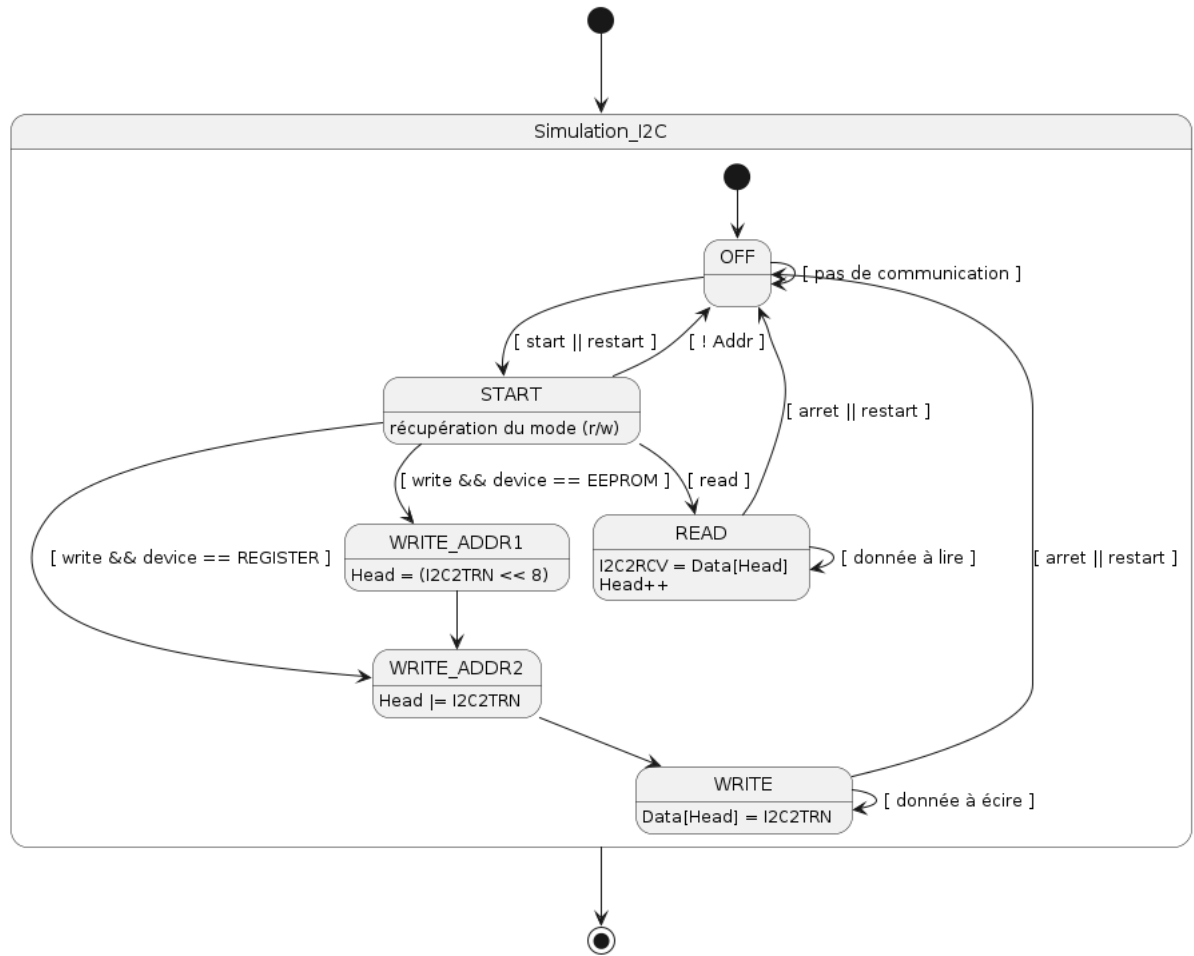 Simulation_I2C
OFF
[ pas de communication ]
[ start || restart ]
[ ! Addr ]
START
récupération du mode (r/w)
[ arret || restart ]
[ write && device == EEPROM ]
[ read ]
[ write && device == REGISTER ]
WRITE_ADDR1
Head = (I2C2TRN << 8)
READ
I2C2RCV = Data[Head]
Head++
[ donnée à lire ]
[ arret || restart ]
WRITE_ADDR2
Head |= I2C2TRN
WRITE
Data[Head] = I2C2TRN
[ donnée à écire ]